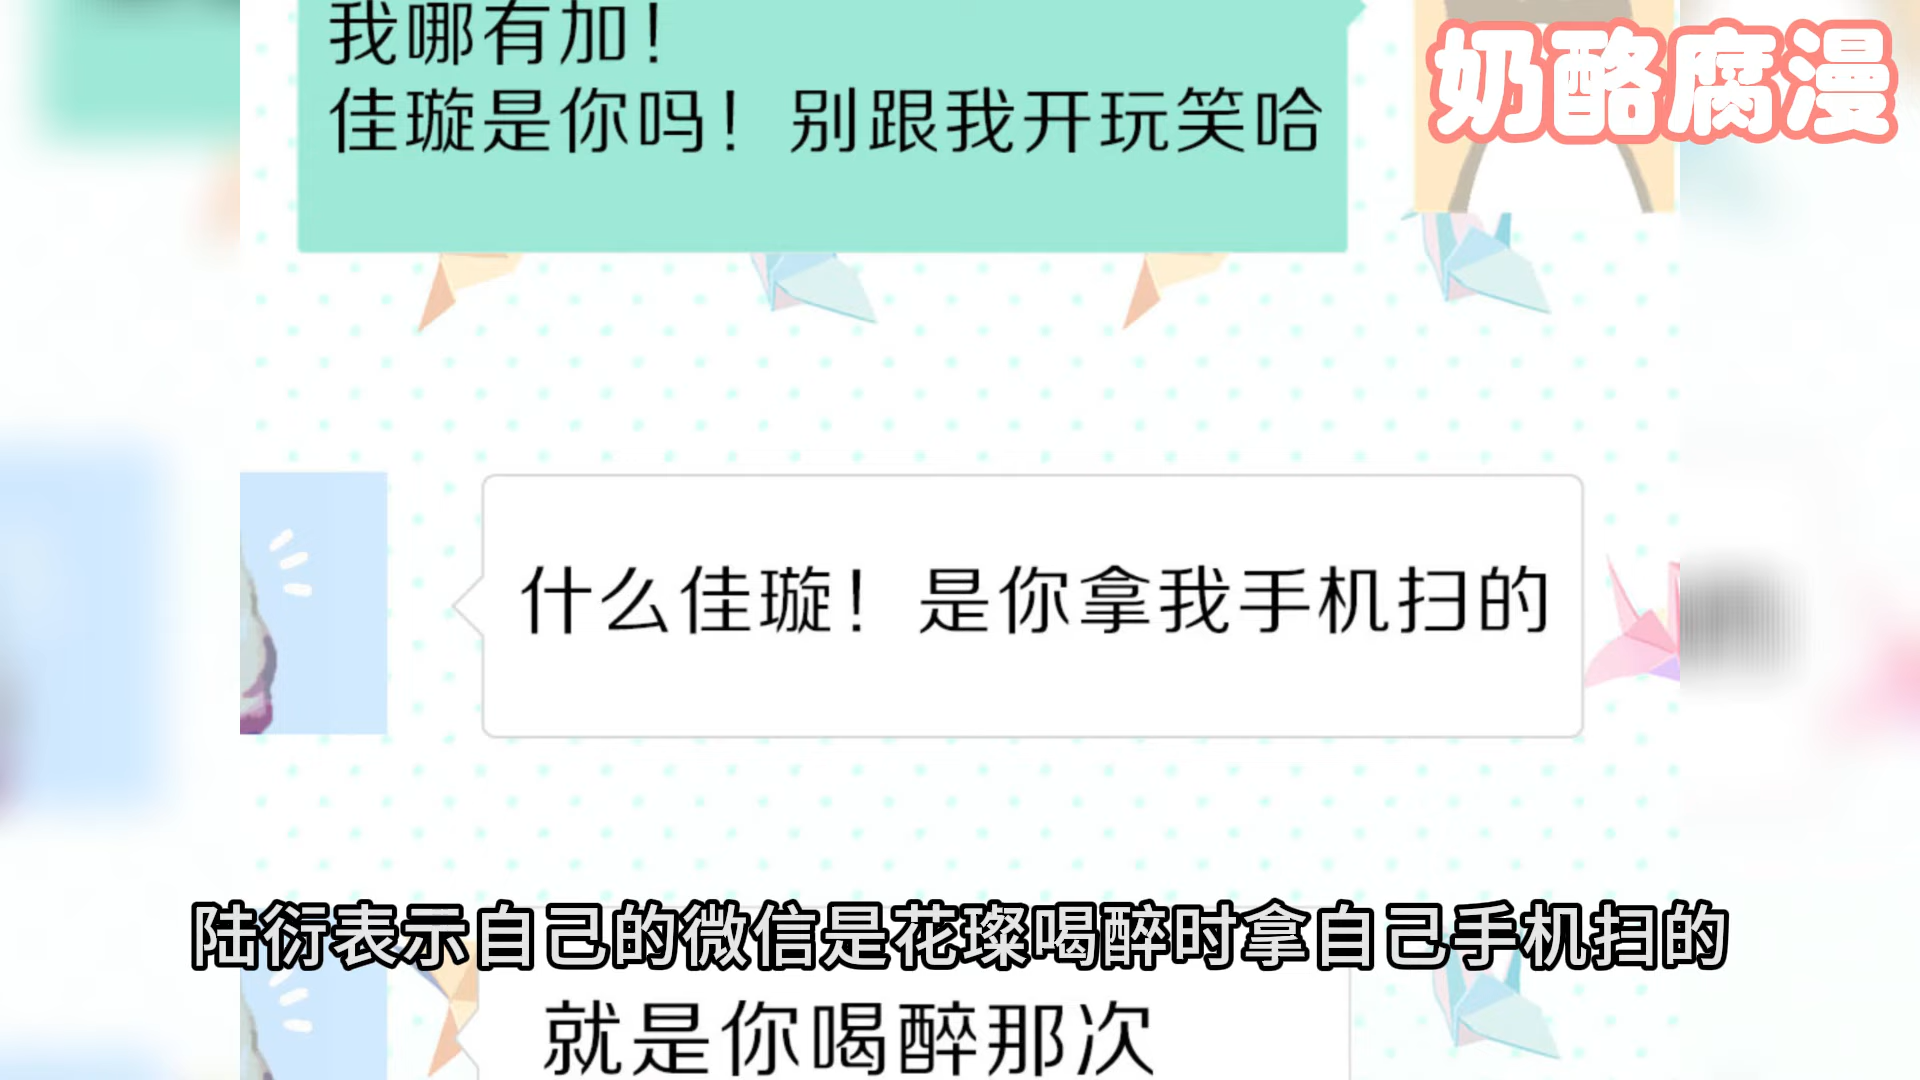 我哪有加！
佳璇是你吗！别跟我开玩笑哈
奶酪腐漫
什么佳璇！是你拿我手机扫的
陆衍表示自己的微信是花璨喝醉时拿自己手机扫的
就是你喝醉那次